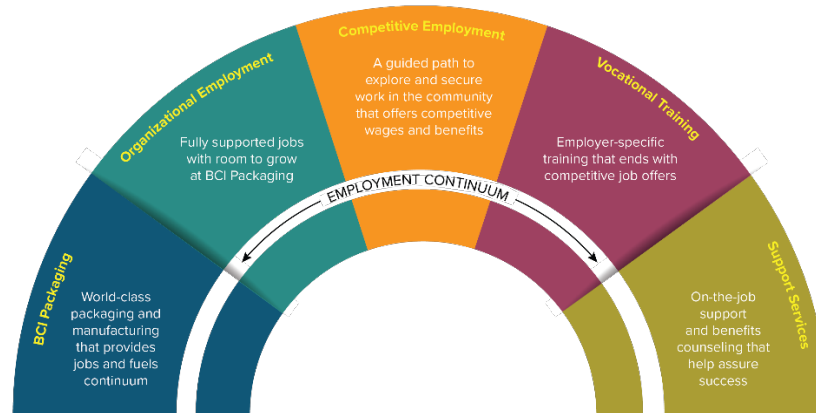 BCI Packaging
World-class
packaging and
manufacturing
that provides
jobs and fuels
continuum
Organizational Employment
Fully supported jobs
with room to grow
at BCI Packaging
Competitive Employment
A guided path to
explore and secure
work in the community
that offers competitive
wages and benefits
Vocational Training
Employer-specific
training that ends with
competitive job offers
Support Services
On-the-job
support
and benefits
counseling that
help assure
success
EMPLOYMENT CONTINUUM